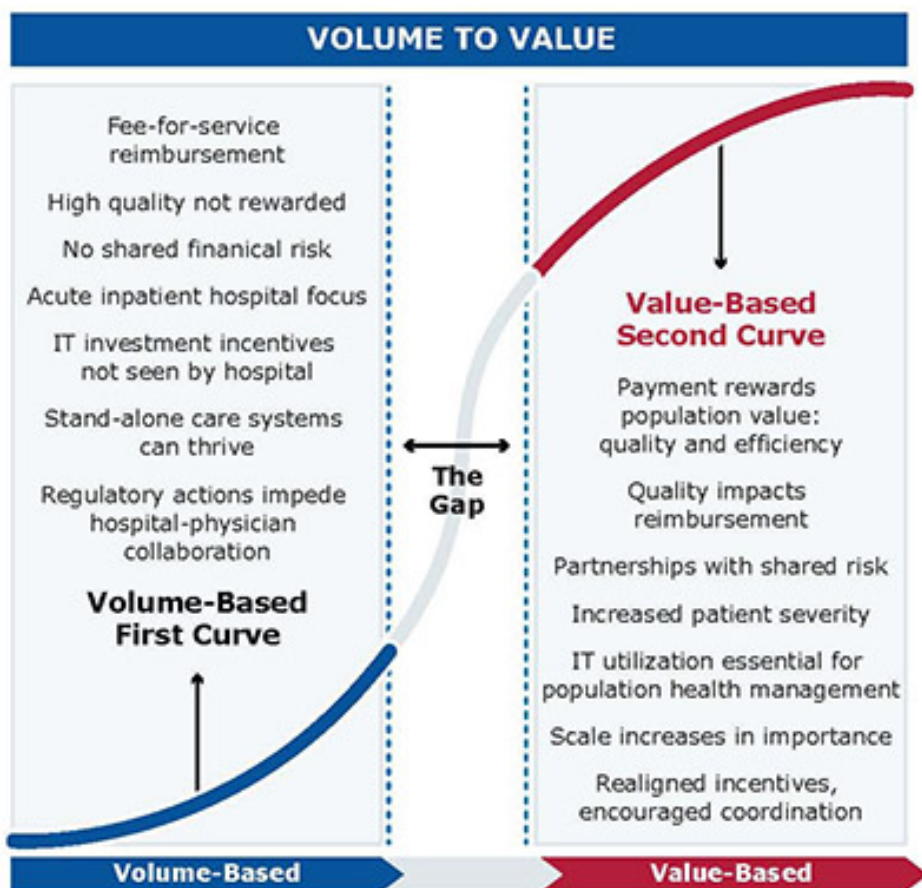 VOLUME TO VALUE
Fee-for-service
reimbursement
High quality not rewarded
No shared finanical risk
Acute inpatient hospital focus
IT investment incentives
not seen by hospital
Stand-alone care systems
can thrive
Regulatory actions impede
hospital-physician
collaboration
Volume-Based
First Curve
The
Gap
Value-Based
Second Curve
Payment rewards
population value:
quality and efficiency
Quality impacts
reimbursement
Partnerships with shared risk
Increased patient severity
IT utilization essential for
population health management
Scale increases in importance
Realigned incentives,
encouraged coordination
Volume-Based
Value-Based